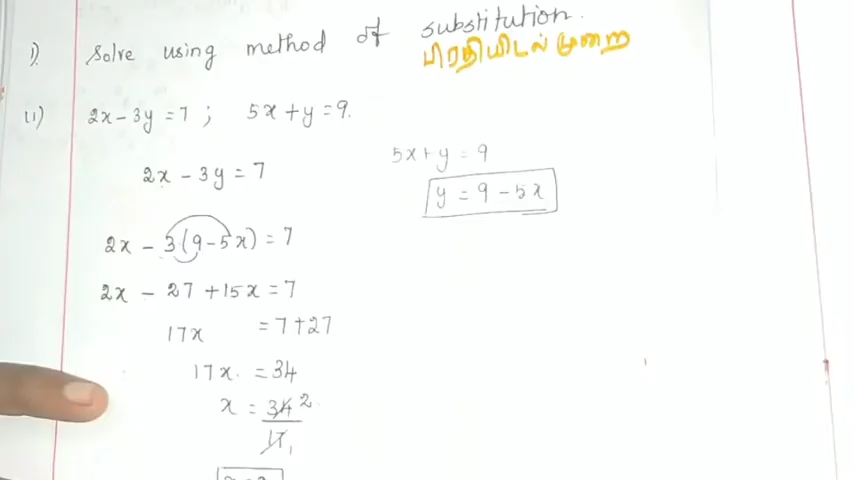 1). Solve using method of substitution.
பிரதியிடல் முறை
(ii) 2x - 3y = 7 ; 5x + y = 9.
2x - 3y = 7
5x + y = 9
y = 9 - 5x
2x - 3(9 - 5x) = 7
2x - 27 + 15x = 7
17x = 7 + 27
17x = 34
x = 34 2
17 1